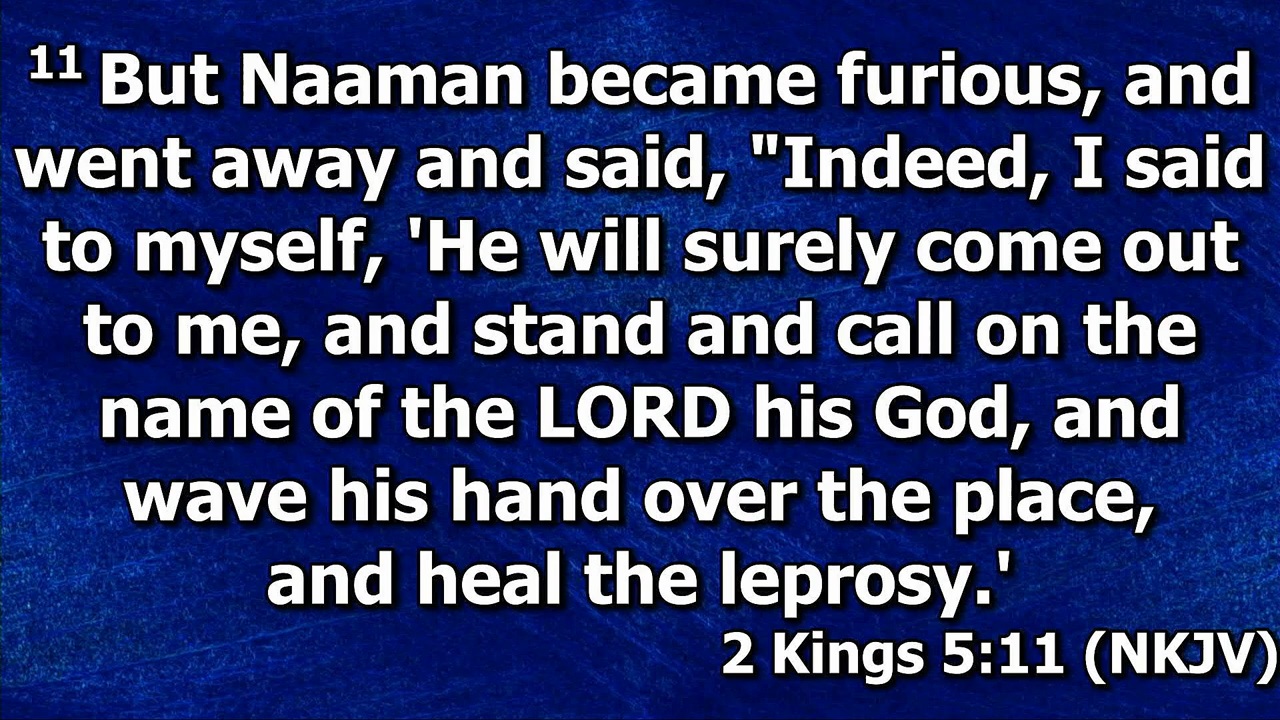 11 But Naaman became furious, and
went away and said, "Indeed, I said
to myself, 'He will surely come out
to me, and stand and call on the
name of the LORD his God, and
wave his hand over the place,
and heal the leprosy.'
2 Kings 5:11 (NKJV)